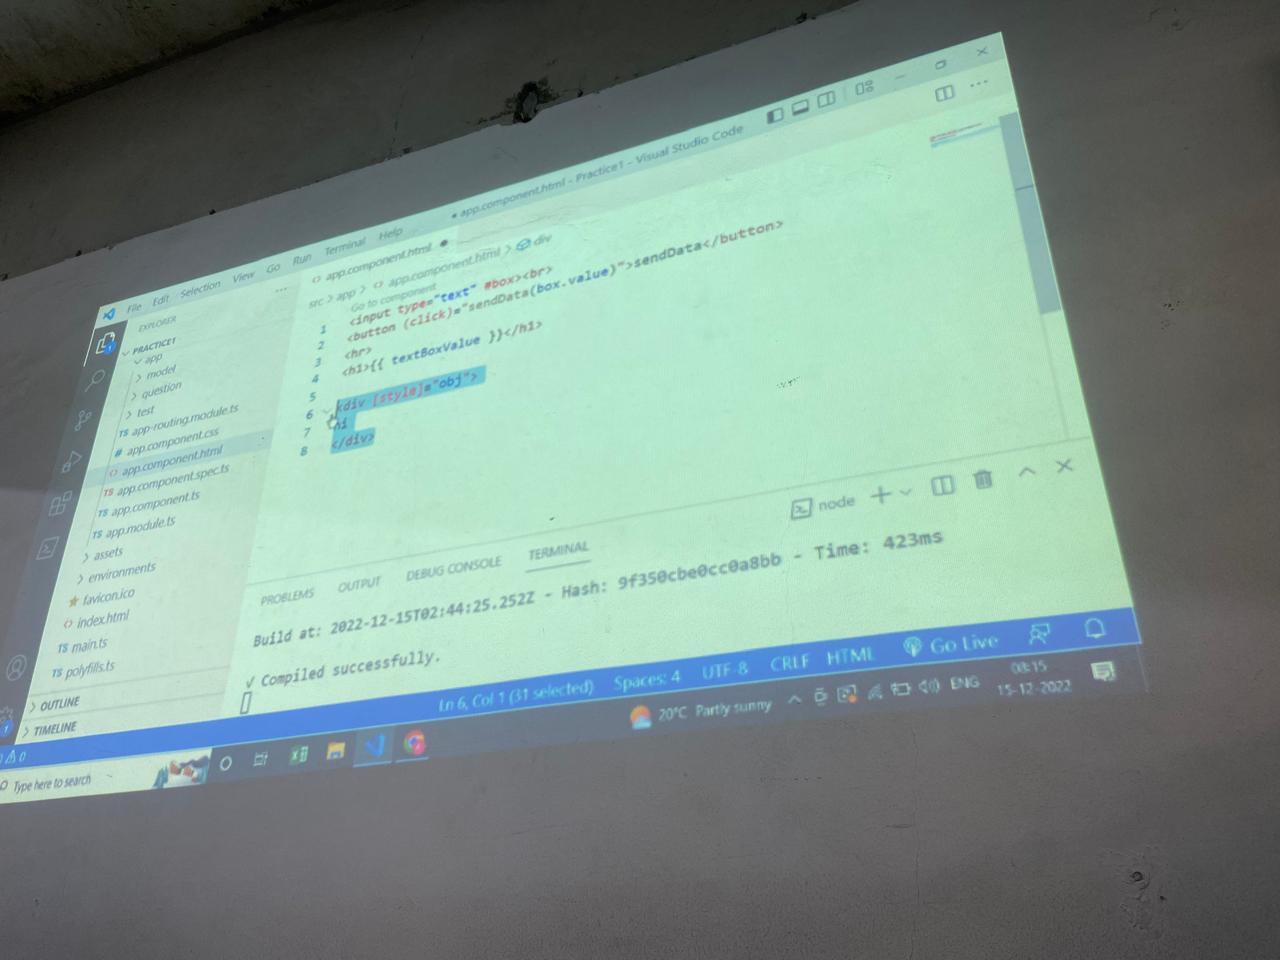 File Edit Selection View Go Run Terminal Help
app.component.html - Practice1 - Visual Studio Code
EXPLORER
PRACTICE1
app
model
question
test
TS app-routing.module.ts
# app.component.css
<> app.component.html
TS app.component.spec.ts
TS app.component.ts
TS app.module.ts
assets
environments
favicon.ico
<> index.html
TS main.ts
TS polyfills.ts
OUTLINE
TIMELINE
<> app.component.html
src > app > <> app.component.html > div
Go to component
1 <input type="text" #box><br>
2 <button (click)="sendData(box.value)">sendData</button>
3 <hr>
4 <h1>{{ textBoxValue }}</h1>
5
6 <div [style]="obj">
7 hi
8 </div>
PROBLEMS OUTPUT DEBUG CONSOLE TERMINAL
node
Build at: 2022-12-15T02:44:25.252Z - Hash: 9f350cbe0cc0a8bb - Time: 423ms
√ Compiled successfully.
0 Ln 6, Col 1 (31 selected) Spaces: 4 UTF-8 CRLF HTML Go Live
Type here to search
20°C Partly sunny ENG
08:15
15-12-2022